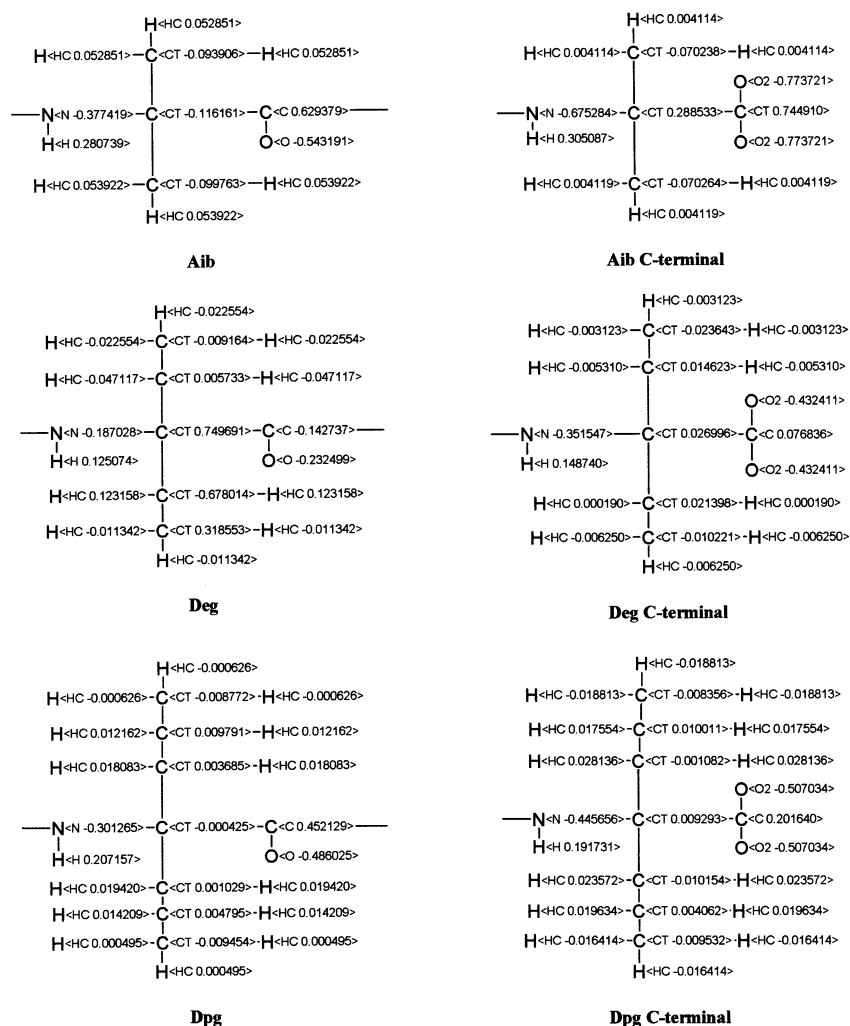 H<HC 0.052851>
H<HC 0.052851>-C<CT -0.093906>-H<HC 0.052851>
N<N -0.377419>-C<CT -0.116161>-C<C 0.629379>
H<H 0.280739> O<O -0.543191>
H<HC 0.053922>-C<CT -0.099763>-H<HC 0.053922>
H<HC 0.053922>
Aib
H<HC 0.004114>
H<HC 0.004114>-C<CT -0.070238>-H<HC 0.004114>
O<O2 -0.773721>
N<N -0.675284>-C<CT 0.288533>-C<CT 0.744910>
H<H 0.305087> O<O2 -0.773721>
H<HC 0.004119>-C<CT -0.070264>-H<HC 0.004119>
H<HC 0.004119>
Aib C-terminal
H<HC -0.022554>
H<HC -0.022554>-C<CT -0.009164>-H<HC -0.022554>
H<HC -0.047117>-C<CT 0.005733>-H<HC -0.047117>
N<N -0.187028>-C<CT 0.749691>-C<C -0.142737>
H<H 0.125074> O<O -0.232499>
H<HC 0.123158>-C<CT -0.678014>-H<HC 0.123158>
H<HC -0.011342>-C<CT 0.318553>-H<HC -0.011342>
H<HC -0.011342>
Deg
H<HC -0.003123>
H<HC -0.003123>-C<CT -0.023643>-H<HC -0.003123>
H<HC -0.005310>-C<CT 0.014623>-H<HC -0.005310>
O<O2 -0.432411>
N<N -0.351547>-C<CT 0.026996>-C<C 0.076836>
H<H 0.148740> O<O2 -0.432411>
H<HC 0.000190>-C<CT 0.021398>-H<HC 0.000190>
H<HC -0.006250>-C<CT -0.010221>-H<HC -0.006250>
H<HC -0.006250>
Deg C-terminal
H<HC -0.000626>
H<HC -0.000626>-C<CT -0.008772>-H<HC -0.000626>
H<HC 0.012162>-C<CT 0.009791>-H<HC 0.012162>
H<HC 0.018083>-C<CT 0.003685>-H<HC 0.018083>
N<N -0.301265>-C<CT -0.000425>-C<C 0.452129>
H<H 0.207157> O<O -0.486025>
H<HC 0.019420>-C<CT 0.001029>-H<HC 0.019420>
H<HC 0.014209>-C<CT 0.004795>-H<HC 0.014209>
H<HC 0.000495>-C<CT -0.009454>-H<HC 0.000495>
H<HC 0.000495>
Dpg
H<HC -0.018813>
H<HC -0.018813>-C<CT -0.008356>-H<HC -0.018813>
H<HC 0.017554>-C<CT 0.010011>-H<HC 0.017554>
H<HC 0.028136>-C<CT -0.001082>-H<HC 0.028136>
O<O2 -0.507034>
N<N -0.445656>-C<CT 0.009293>-C<C 0.201640>
H<H 0.191731> O<O2 -0.507034>
H<HC 0.023572>-C<CT -0.010154>-H<HC 0.023572>
H<HC 0.019634>-C<CT 0.004062>-H<HC 0.019634>
H<HC -0.016414>-C<CT -0.009532>-H<HC -0.016414>
H<HC -0.016414>
Dpg C-terminal